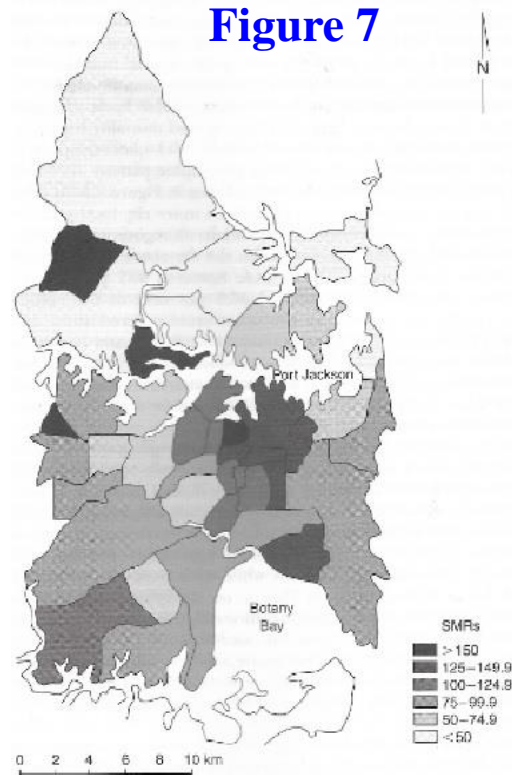 Figure 7
N
Port Jackson
Botany
Bay
SMRs
>150
125–149.9
100–124.9
75–99.9
50–74.9
<50
0 2 4 6 8 10 km